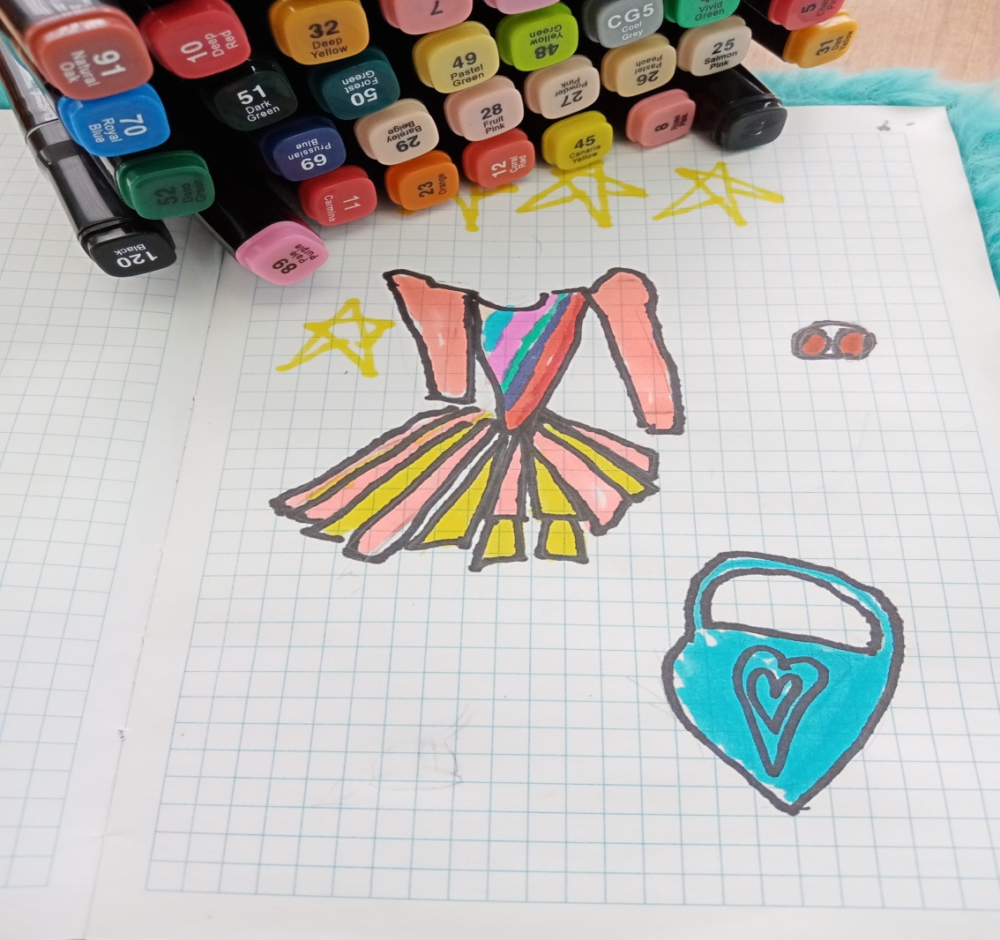 91
Natural
Oak
10
Deep
Red
32
Deep
Yellow
7
CG5
Cool
Grey
Vivid
Green
5
31
70
Royal
Blue
51
Dark
Green
50
Forest
Green
49
Pastel
Green
48
Yellow
Green
26
Pastel
Peach
25
Salmon
Pink
52
Deep
Green
69
Prussian
Blue
29
Barely
Beige
28
Fruit
Pink
27
Powder
Pink
120
Black
89
Pale
Purple
11
Carmine
23
Orange
12
Coral
Red
45
Canaria
Yellow
8